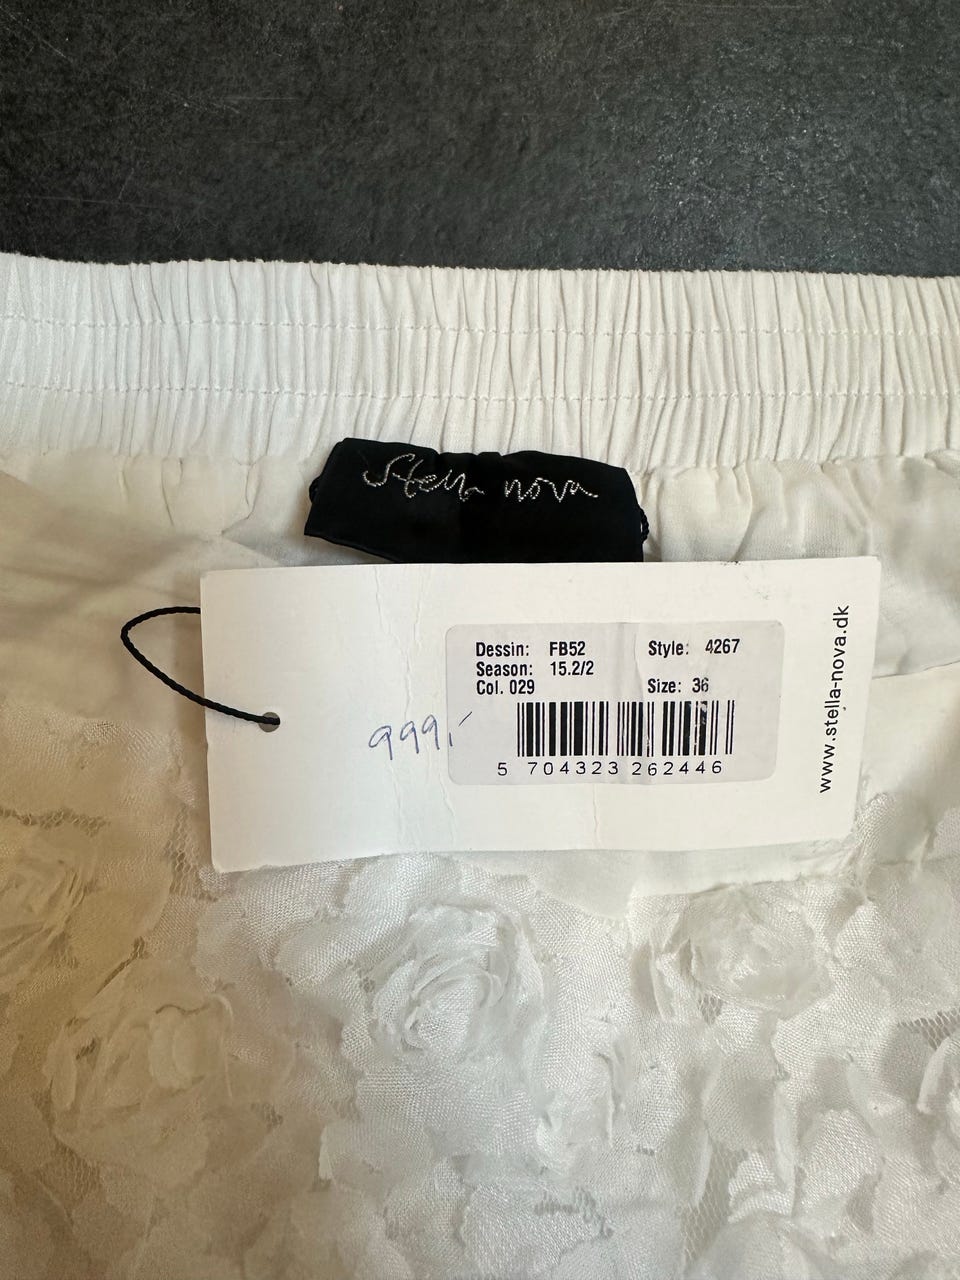 Stella nova
Dessin: FB52 Style: 4267
Season: 15.2/2
Col. 029 Size: 36
999,-
5 704323 262446
www.stella-nova.dk